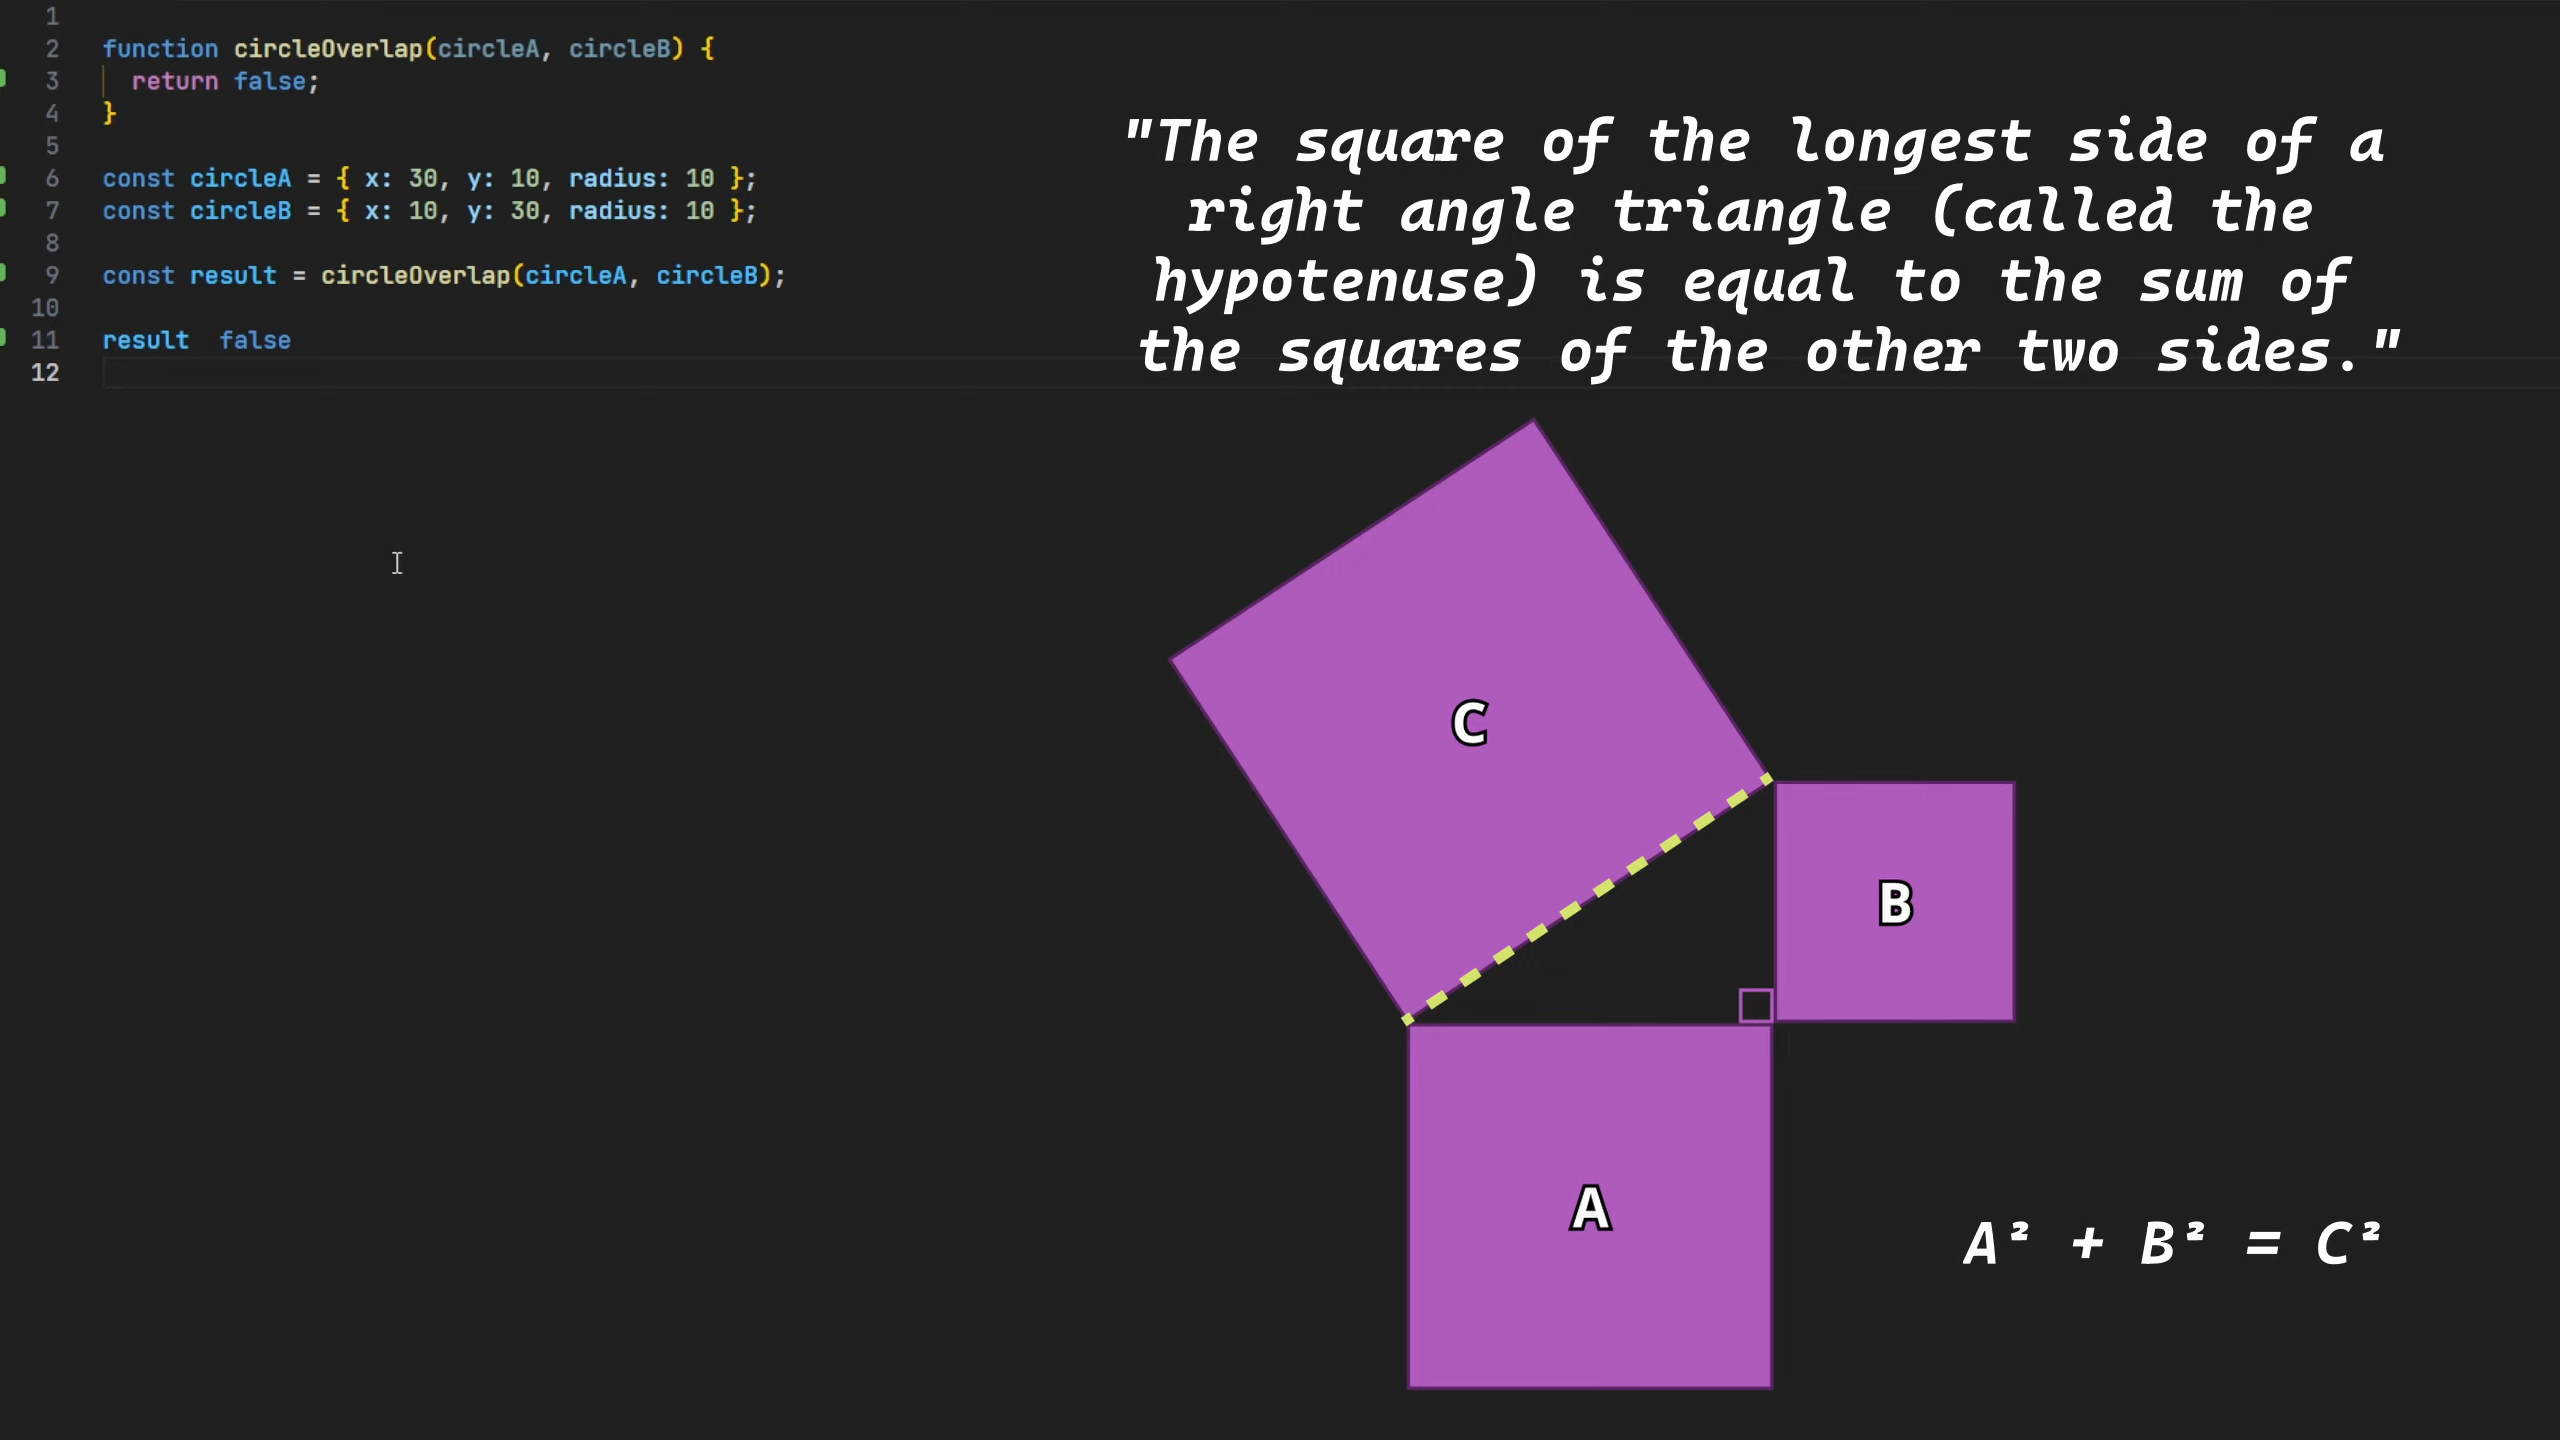 1
2 function circleOverlap(circleA, circleB) {
3 return false;
4 }
5
6 const circleA = { x: 30, y: 10, radius: 10 };
7 const circleB = { x: 10, y: 30, radius: 10 };
8
9 const result = circleOverlap(circleA, circleB);
10
11 result false
12
"The square of the longest side of a
right angle triangle (called the
hypotenuse) is equal to the sum of
the squares of the other two sides."
C
B
A
A² + B² = C²